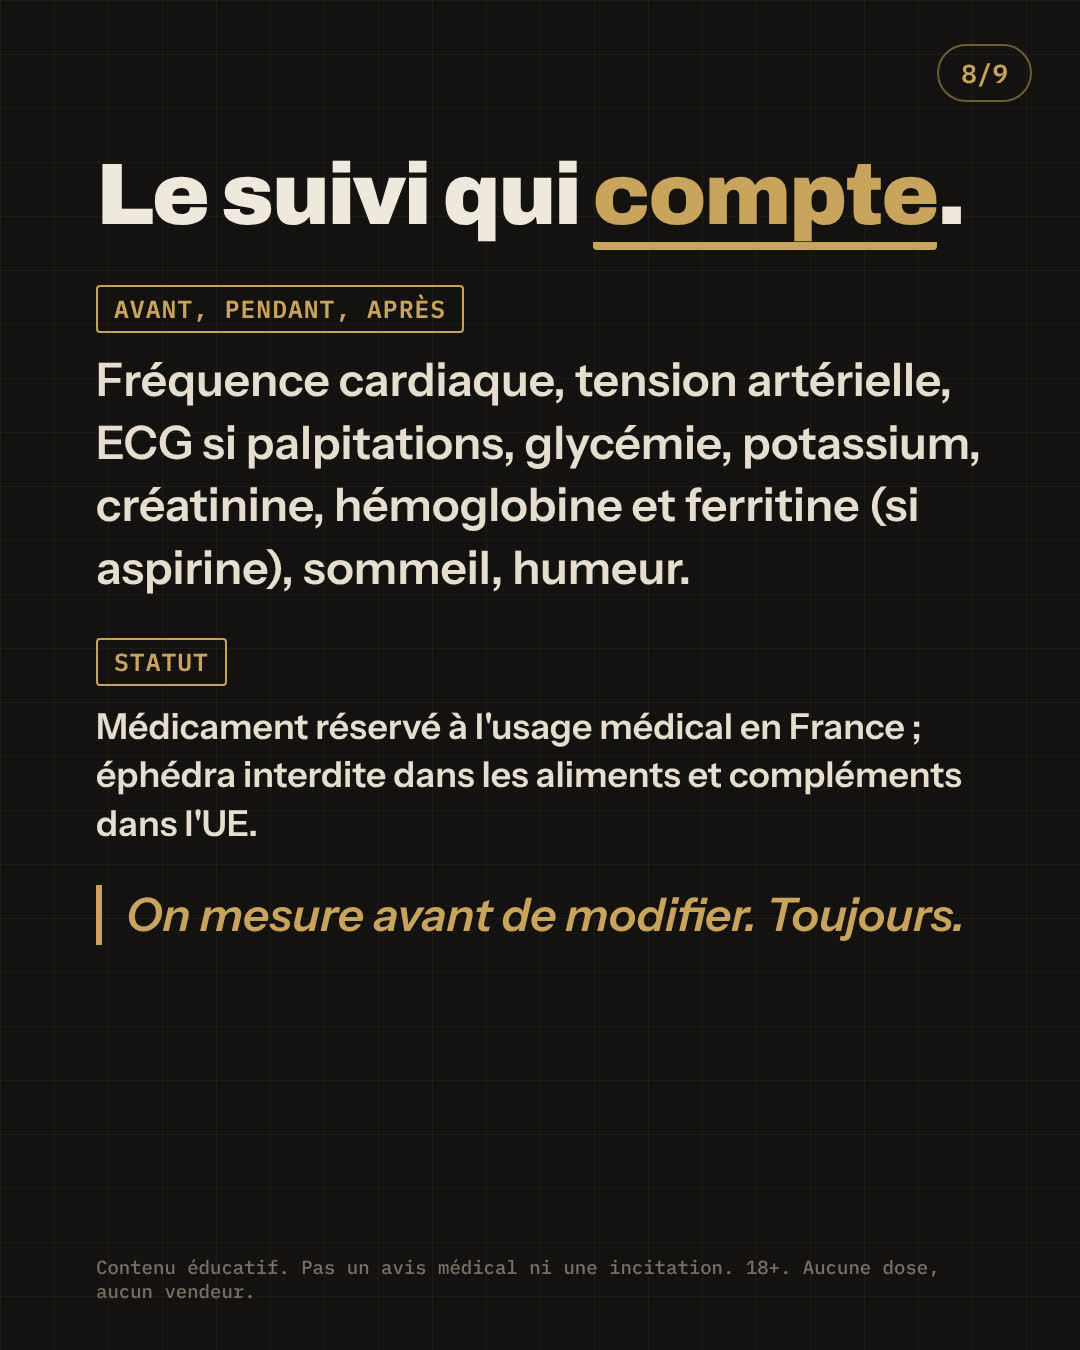 8/9
Le suivi qui compte.
AVANT, PENDANT, APRÈS
Fréquence cardiaque, tension artérielle,
ECG si palpitations, glycémie, potassium,
créatinine, hémoglobine et ferritine (si
aspirine), sommeil, humeur.
STATUT
Médicament réservé à l'usage médical en France ;
éphédra interdite dans les aliments et compléments
dans l'UE.
On mesure avant de modifier. Toujours.
Contenu éducatif. Pas un avis médical ni une incitation. 18+. Aucune dose,
aucun vendeur.